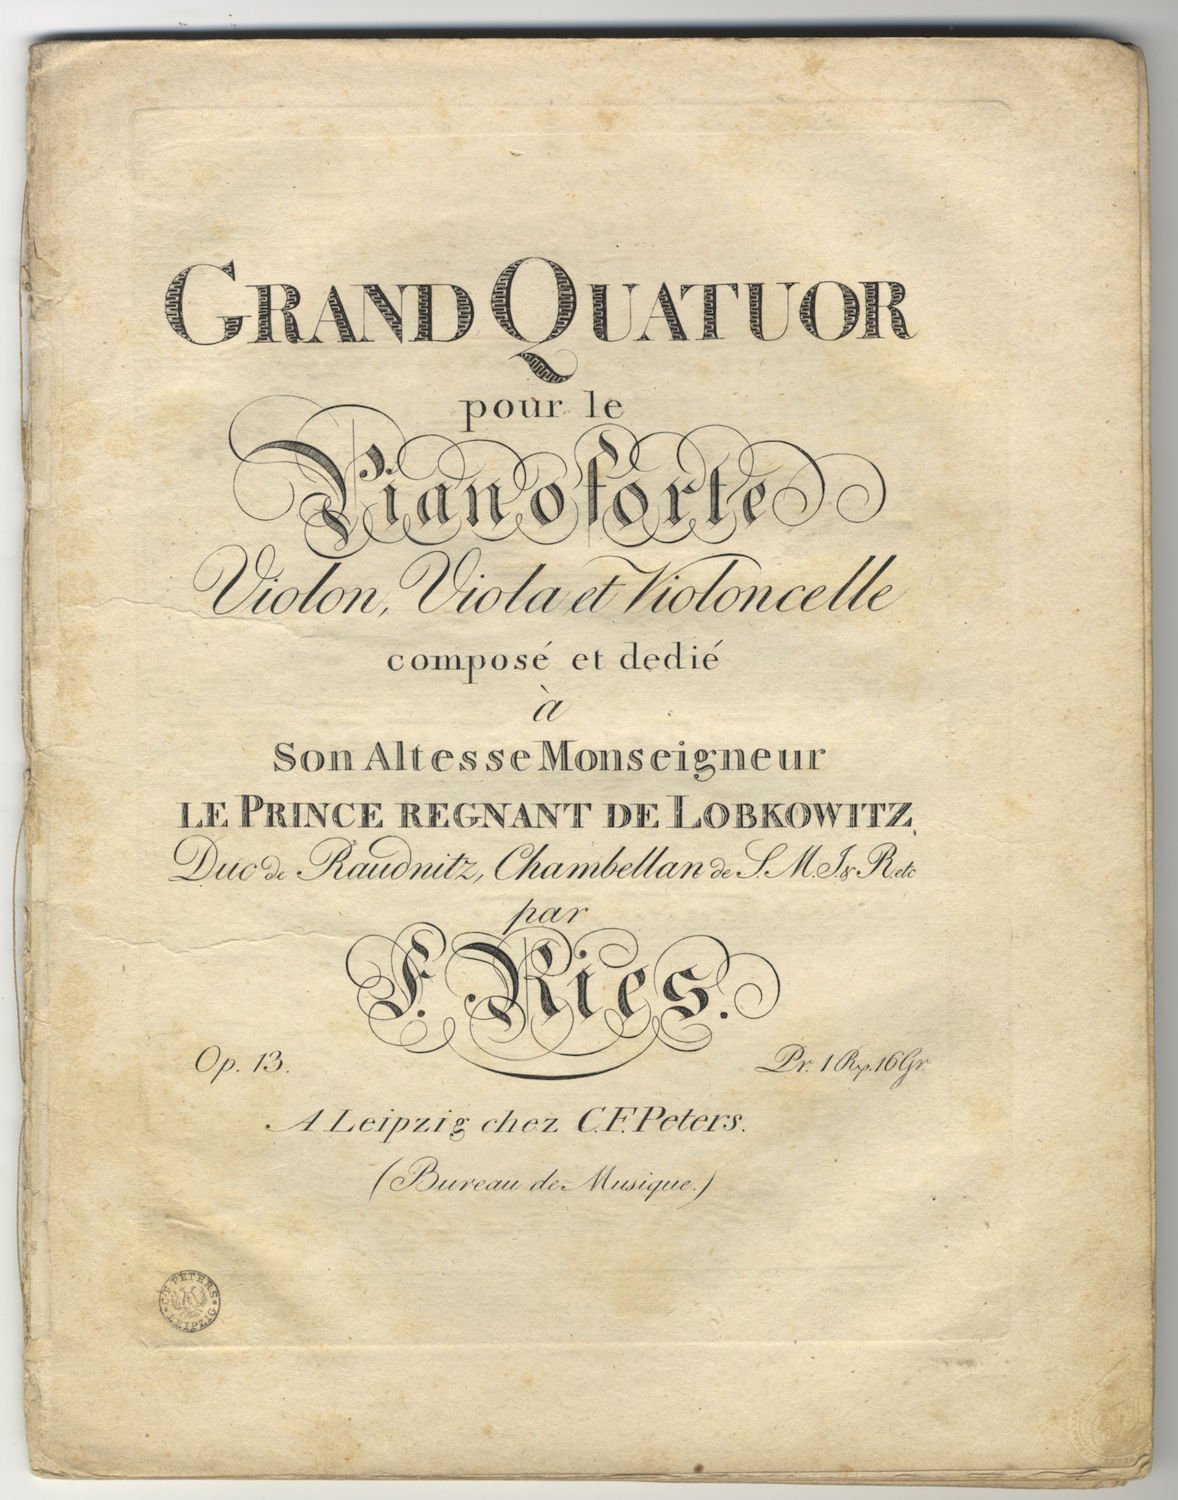 GRAND QUATUOR
pour le
Pianoforte
Violon, Viola et Violoncelle
composé et dedié
à
Son Altesse Monseigneur
LE PRINCE REGNANT DE LOBKOWITZ,
Duc de Raudnitz, Chambellan de S. M. J. & R. etc
par
F. Ries.
Op. 13.
Pr. 1 Rp. 16 Gr.
A Leipzig chez C. F. Peters.
(Bureau de Musique.)
C. F. PETERS
LEIPZIG